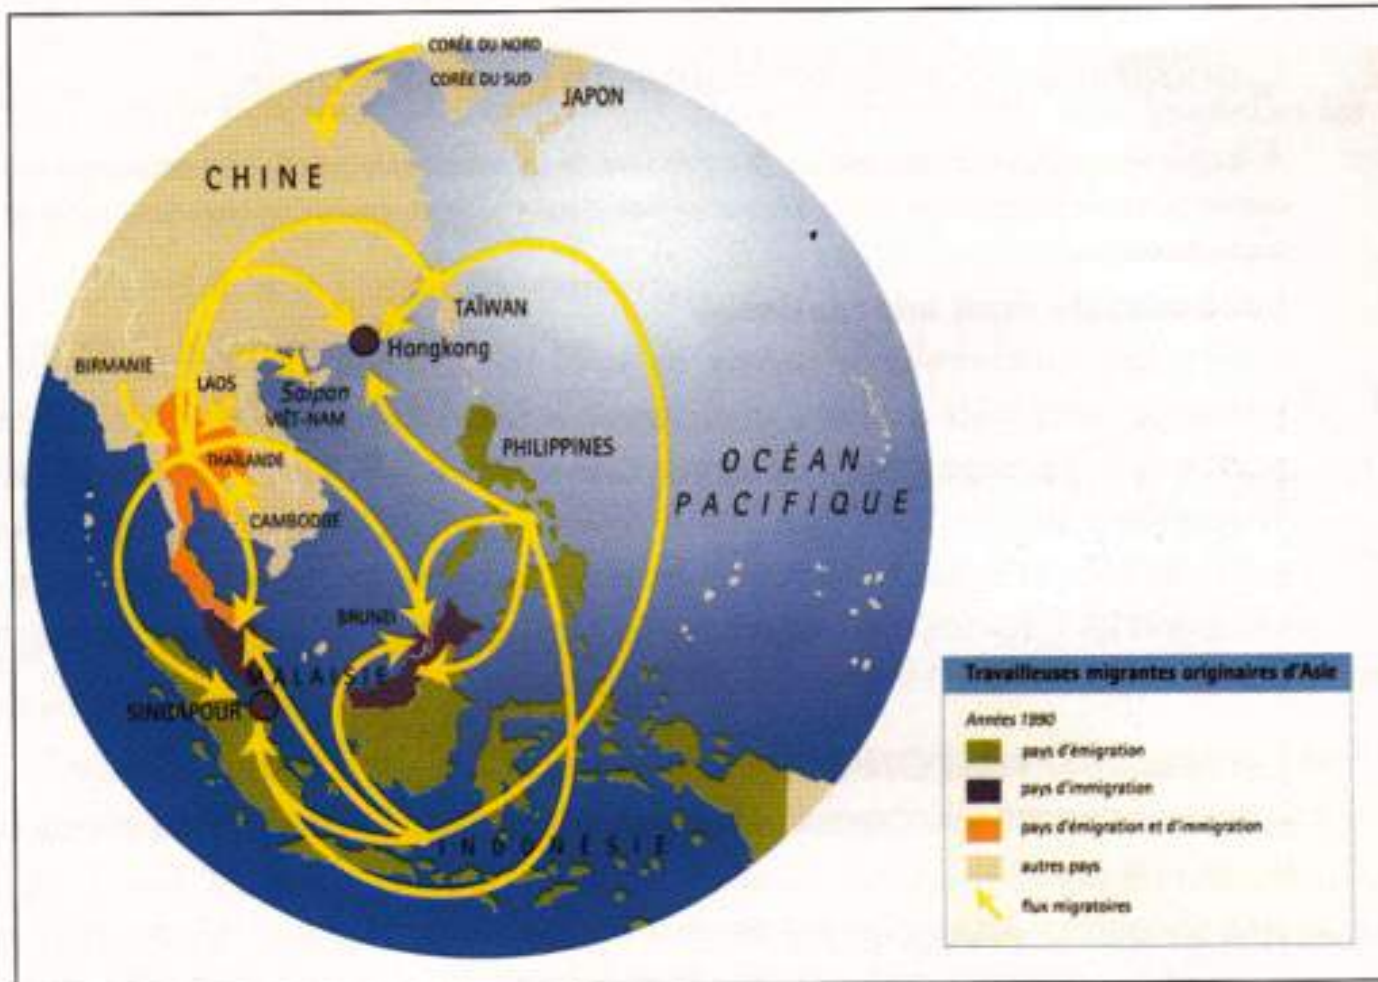 CORÉE DU NORD
CORÉE DU SUD
JAPON
CHINE
TAÏWAN
Hongkong
BIRMANIE
LAOS
Saipan
VIÊT-NAM
PHILIPPINES
THAÏLANDE
OCÉAN
PACIFIQUE
CAMBODGE
BRUNEI
MALAISIE
SINGAPOUR
INDONÉSIE
Travailleuses migrantes originaires d'Asie
Années 1990
pays d'émigration
pays d'immigration
pays d'émigration et d'immigration
autres pays
flux migratoires